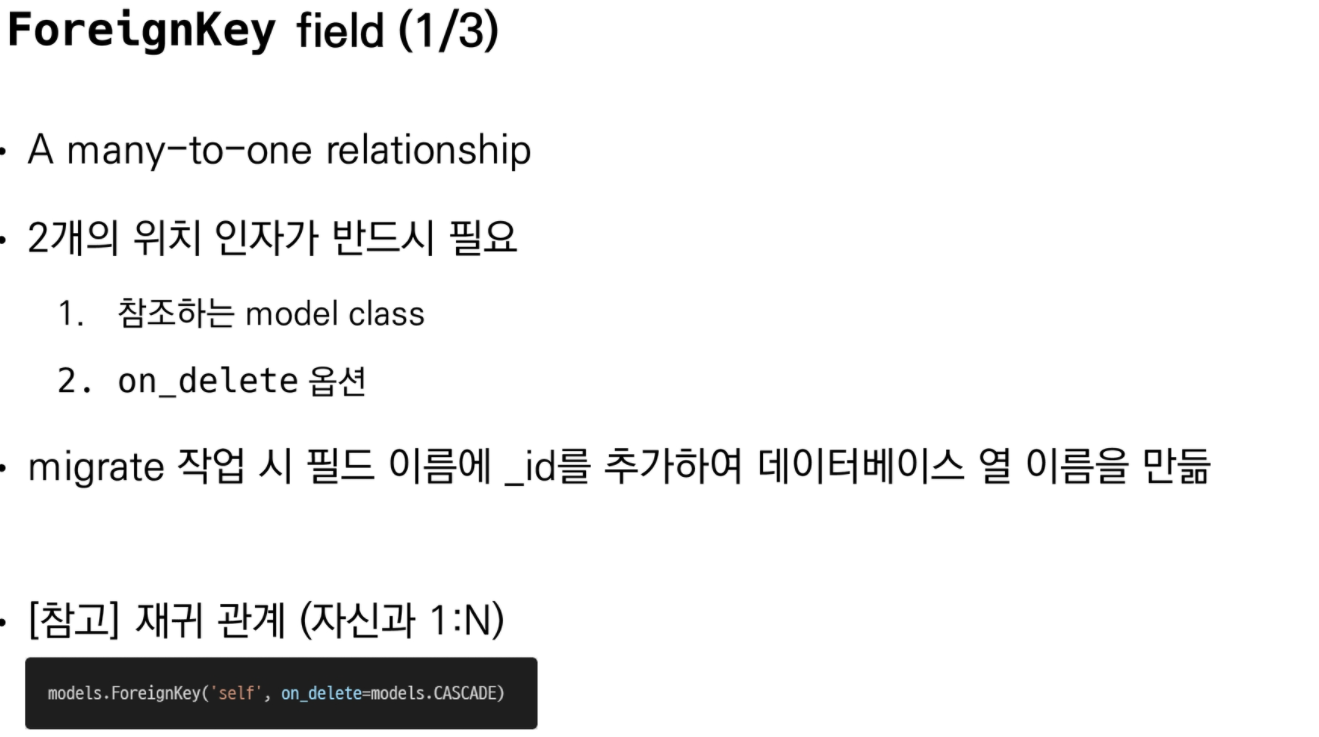 ForeignKey field (1/3)
• A many-to-one relationship
• 2개의 위치 인자가 반드시 필요
1. 참조하는 model class
2. on_delete 옵션
• migrate 작업 시 필드 이름에 _id를 추가하여 데이터베이스 열 이름을 만듦
• [참고] 재귀 관계 (자신과 1:N)
models.ForeignKey('self', on_delete=models.CASCADE)